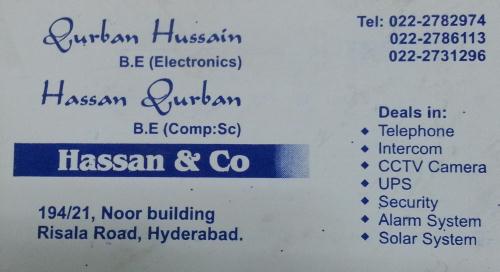 Qurban Hussain
B.E (Electronics)
Hassan Qurban
B.E (Comp:Sc)
Hassan & Co
194/21, Noor building
Risala Road, Hyderabad.
Tel: 022-2782974
022-2786113
022-2731296
Deals in:
◆ Telephone
◆ Intercom
◆ CCTV Camera
◆ UPS
◆ Security
◆ Alarm System
◆ Solar System